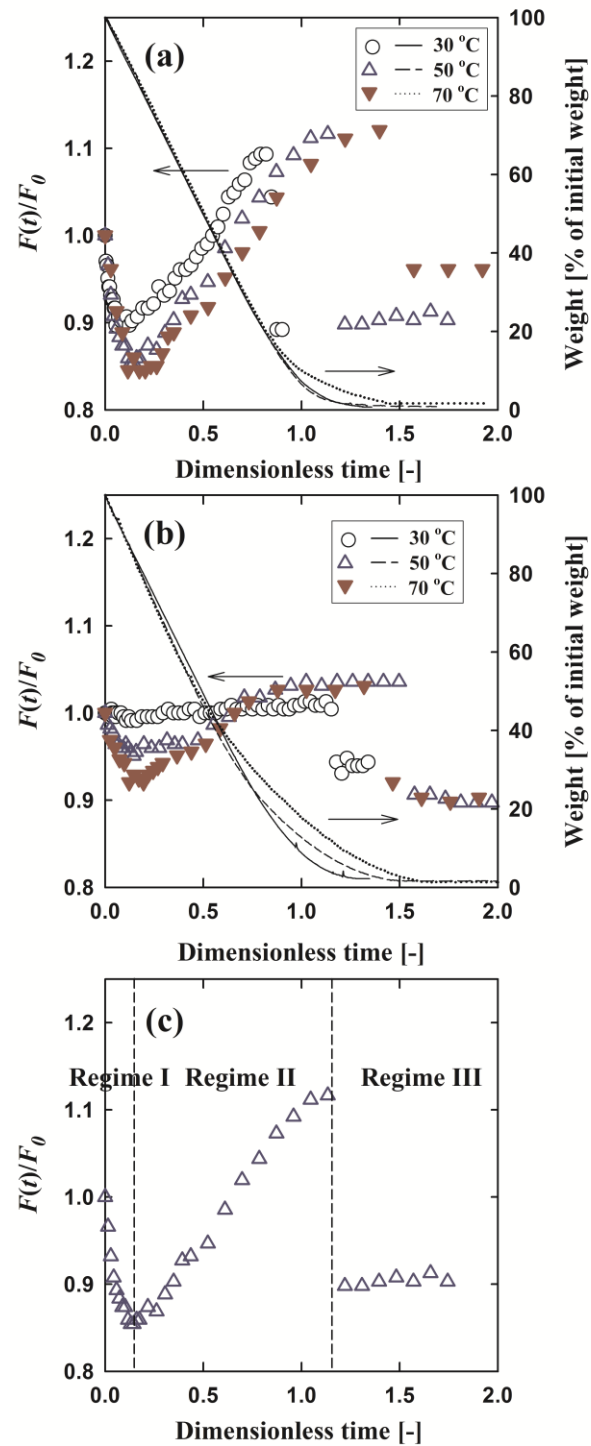 (a)
30 °C
50 °C
70 °C
1.2
1.1
1.0
0.9
0.8
F(t)/F0
100
80
60
40
20
0
Weight [% of initial weight]
0.0 0.5 1.0 1.5 2.0
Dimensionless time [-]
(b)
30 °C
50 °C
70 °C
1.2
1.1
1.0
0.9
0.8
F(t)/F0
100
80
60
40
20
0
Weight [% of initial weight]
0.0 0.5 1.0 1.5 2.0
Dimensionless time [-]
(c)
Regime I Regime II Regime III
1.2
1.1
1.0
0.9
0.8
F(t)/F0
0.0 0.5 1.0 1.5 2.0
Dimensionless time [-]